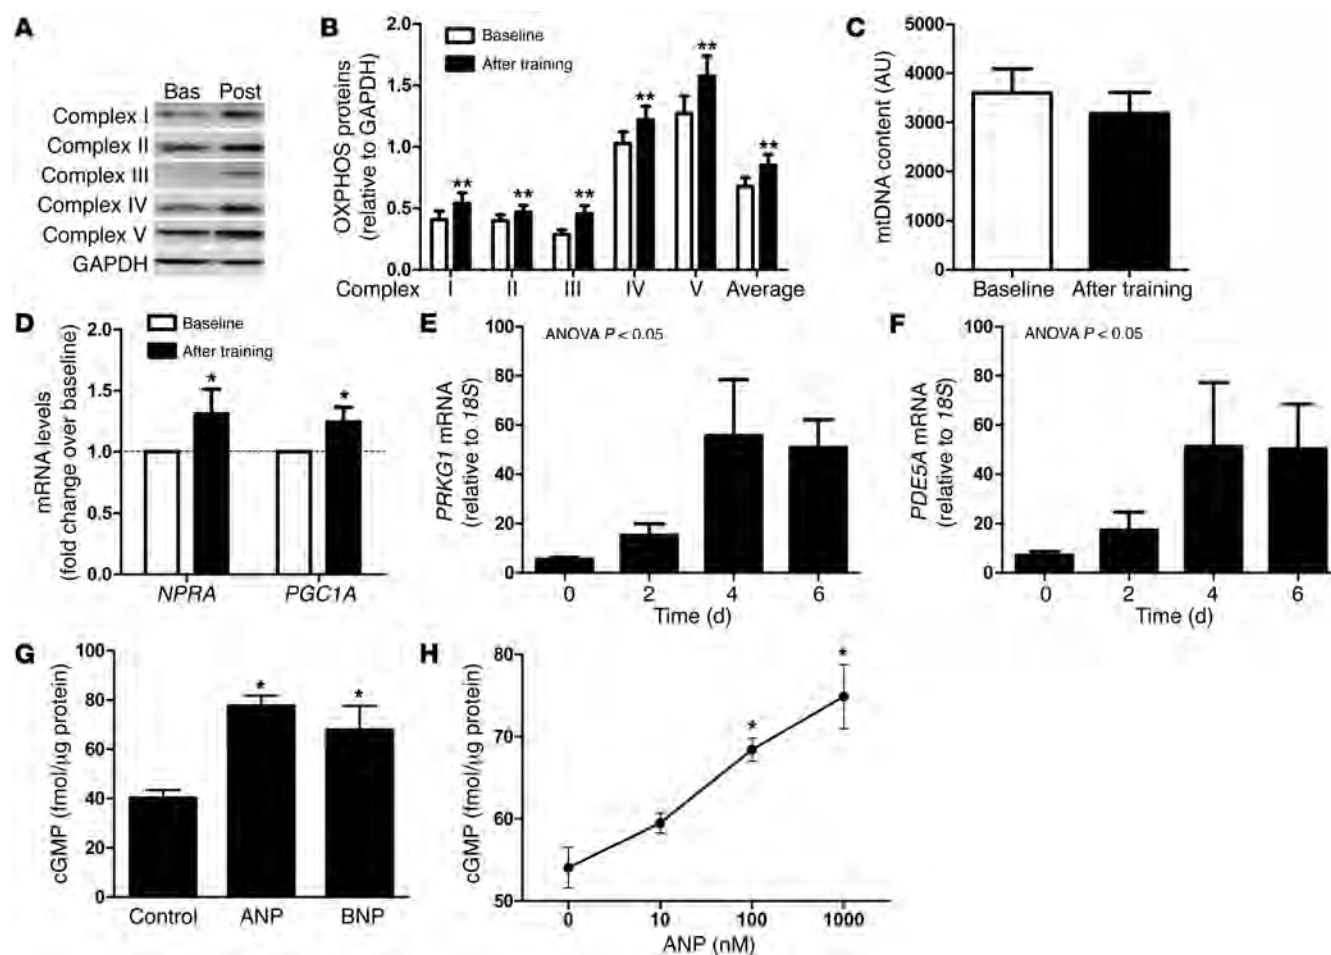 A
Bas Post
Complex I
Complex II
Complex III
Complex IV
Complex V
GAPDH
B
OXPHOS proteins
(relative to GAPDH)
2.0
1.5
1.0
0.5
0.0
Baseline
After training
** ** ** ** ** **
Complex I II III IV V Average
C
mtDNA content (AU)
5000
4000
3000
2000
1000
0
Baseline After training
D
mRNA levels
(fold change over baseline)
2.0
1.5
1.0
0.5
0.0
Baseline
After training
* *
NPRA PGC1A
E
ANOVA P < 0.05
PRKG1 mRNA
(relative to 18S)
100
80
60
40
20
0
0 2 4 6
Time (d)
F
ANOVA P < 0.05
PDE5A mRNA
(relative to 18S)
100
80
60
40
20
0
0 2 4 6
Time (d)
G
cGMP (fmol/µg protein)
100
80
60
40
20
0
* *
Control ANP BNP
H
cGMP (fmol/µg protein)
80
70
60
50
* *
0 10 100 1000
ANP (nM)